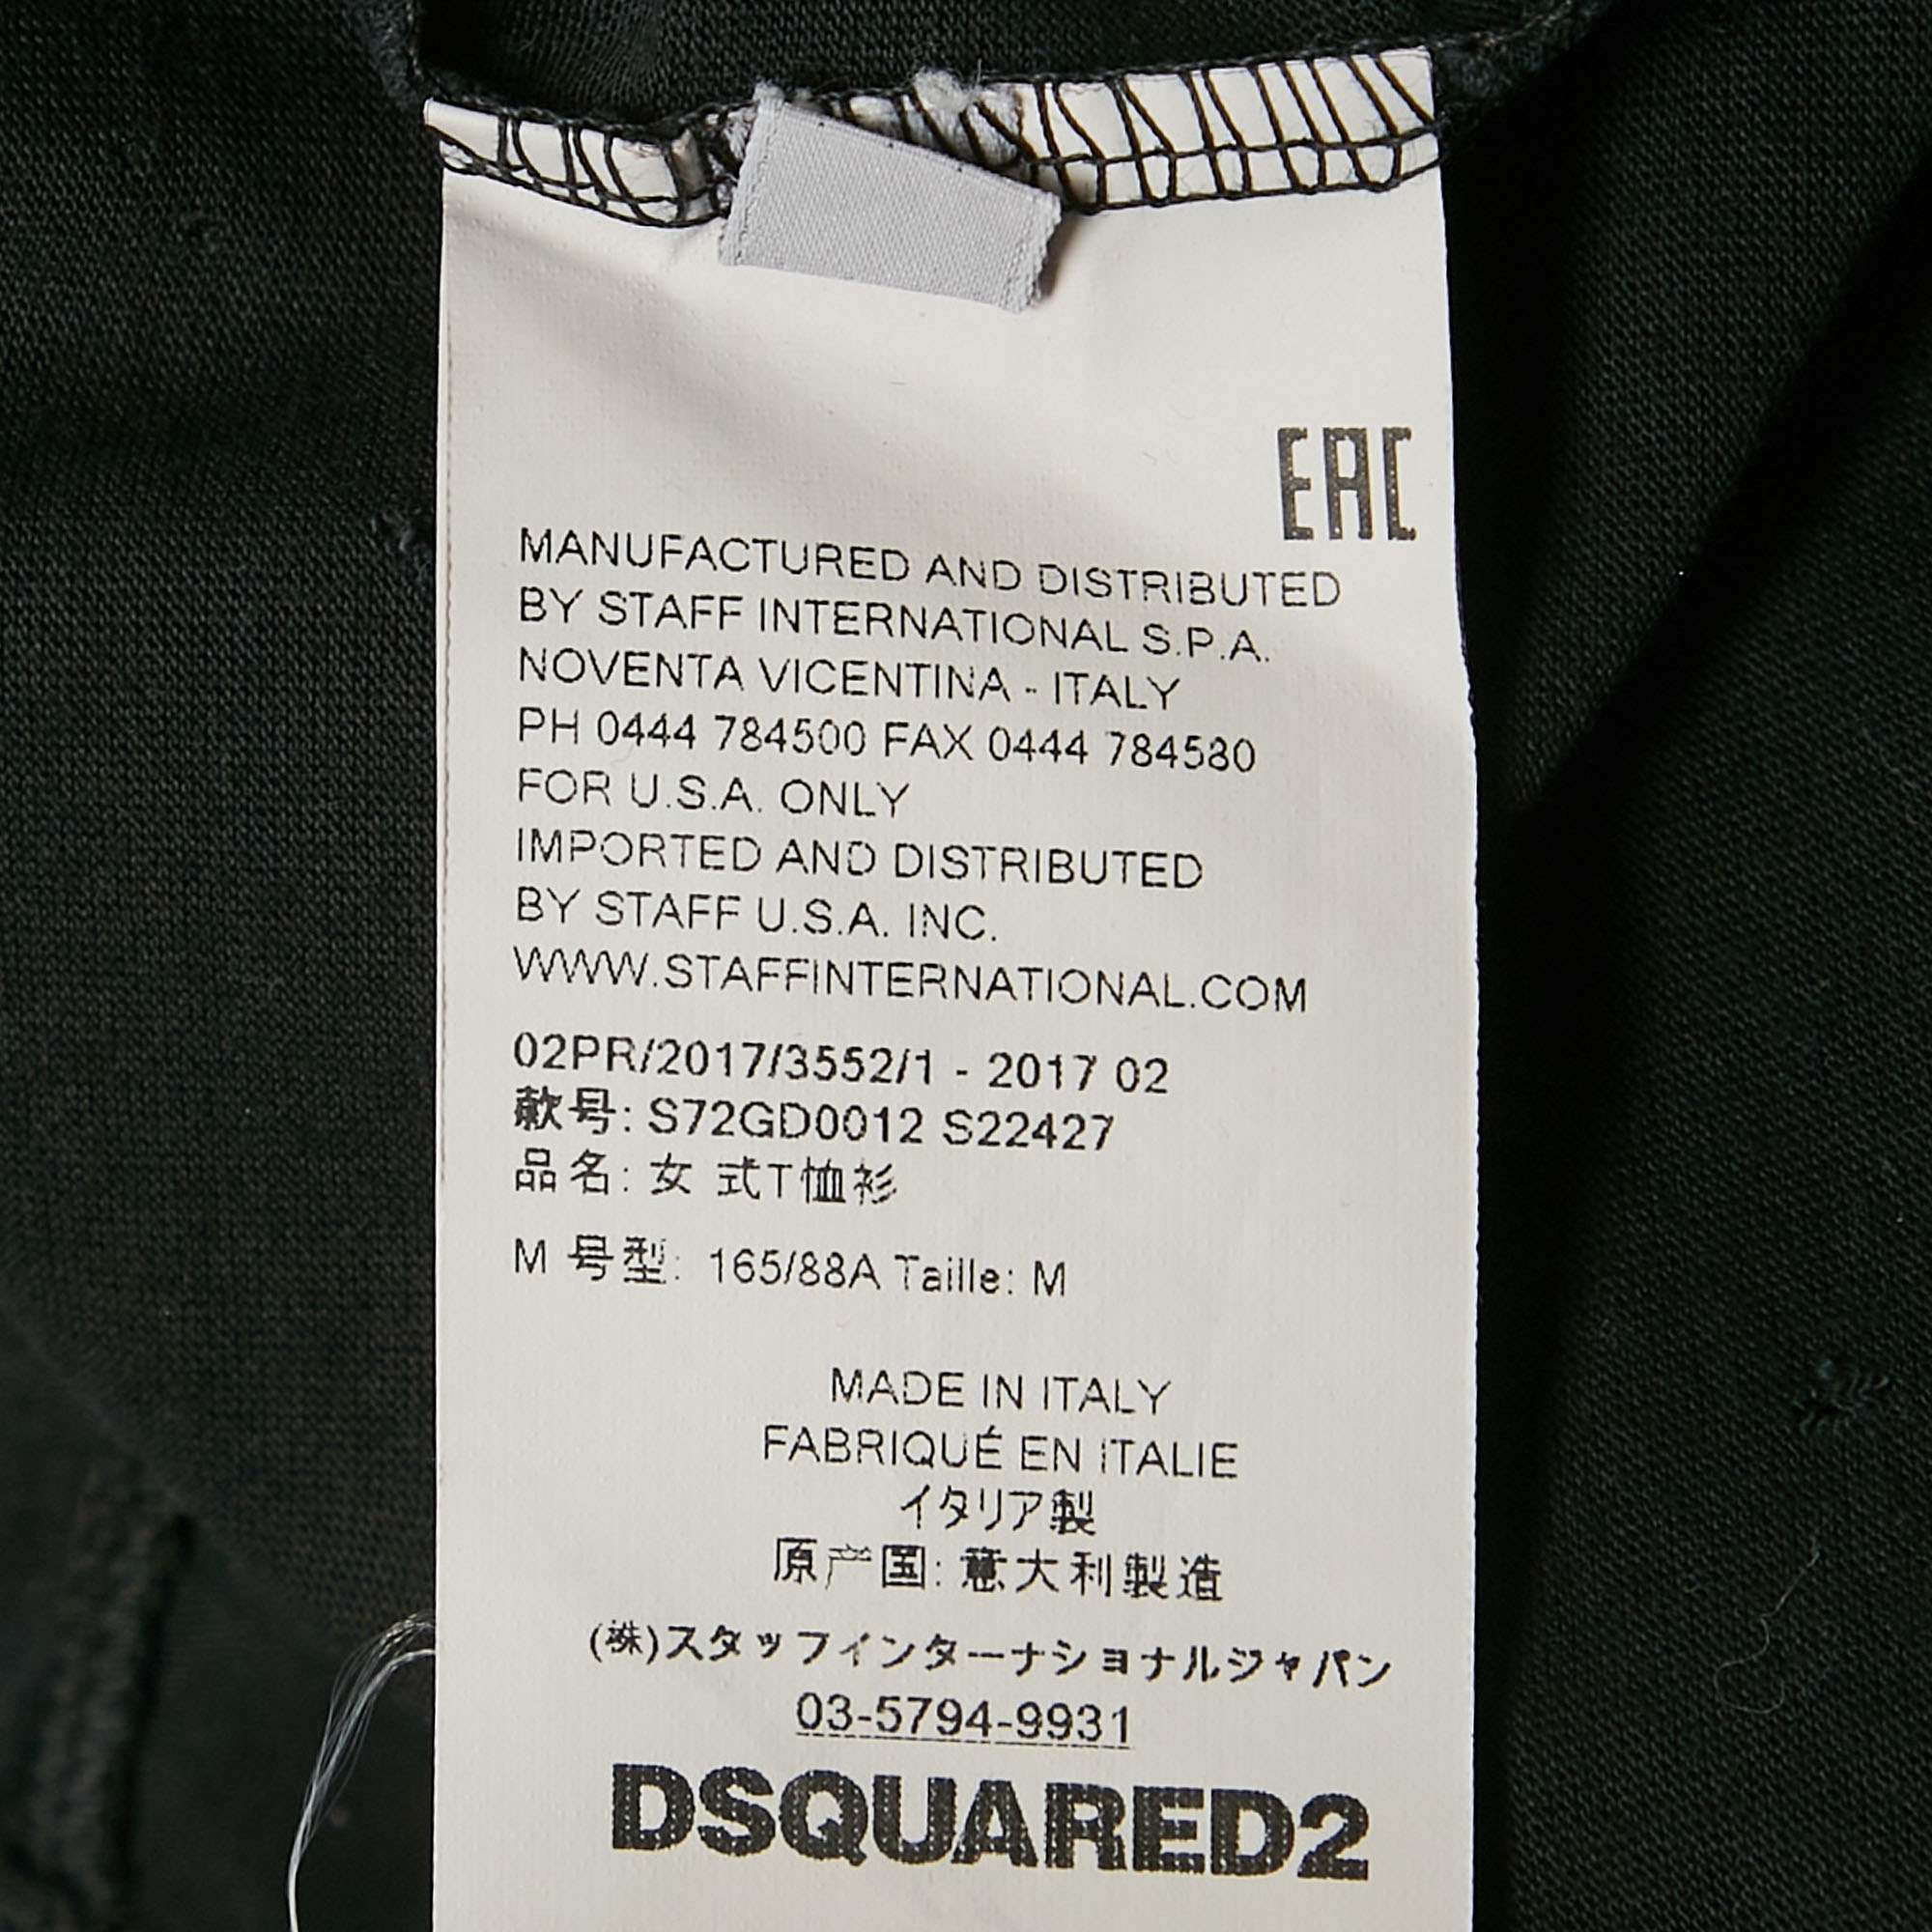 EAC
MANUFACTURED AND DISTRIBUTED
BY STAFF INTERNATIONAL S.P.A.
NOVENTA VICENTINA - ITALY
PH 0444 784500 FAX 0444 784580
FOR U.S.A. ONLY
IMPORTED AND DISTRIBUTED
BY STAFF U.S.A. INC.
WWW.STAFFINTERNATIONAL.COM
02PR/2017/3552/1 - 2017 02
款号: S72GD0012 S22427
品名: 女 式T恤衫
M 号型: 165/88A Taille: M
MADE IN ITALY
FABRIQUÉ EN ITALIE
イタリア製
原产国: 意大利製造
(株)スタッフインターナショナルジャパン
03-5794-9931
DSQUARED2